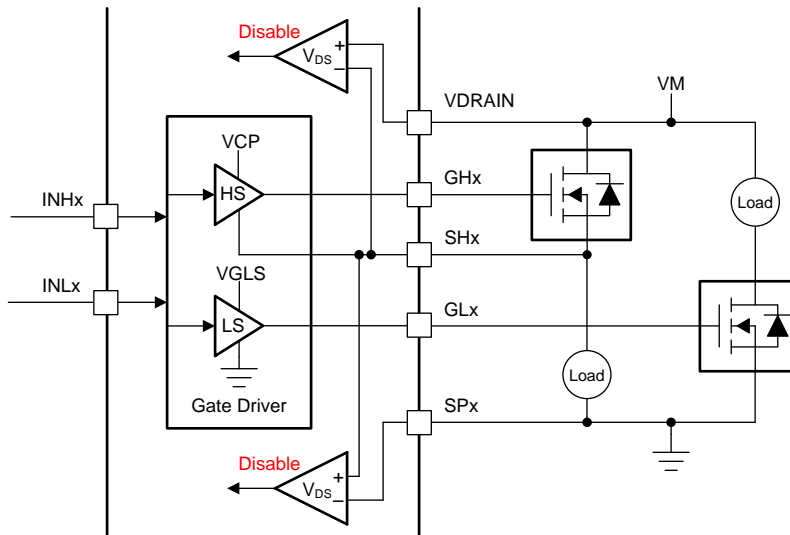 Disable
VDS
+
−
VDRAIN
VM
VCP
HS
GHx
INHx
Load
SHx
VGLS
INLx
LS
GLx
Load
Gate Driver
SPx
Disable
VDS
+
−